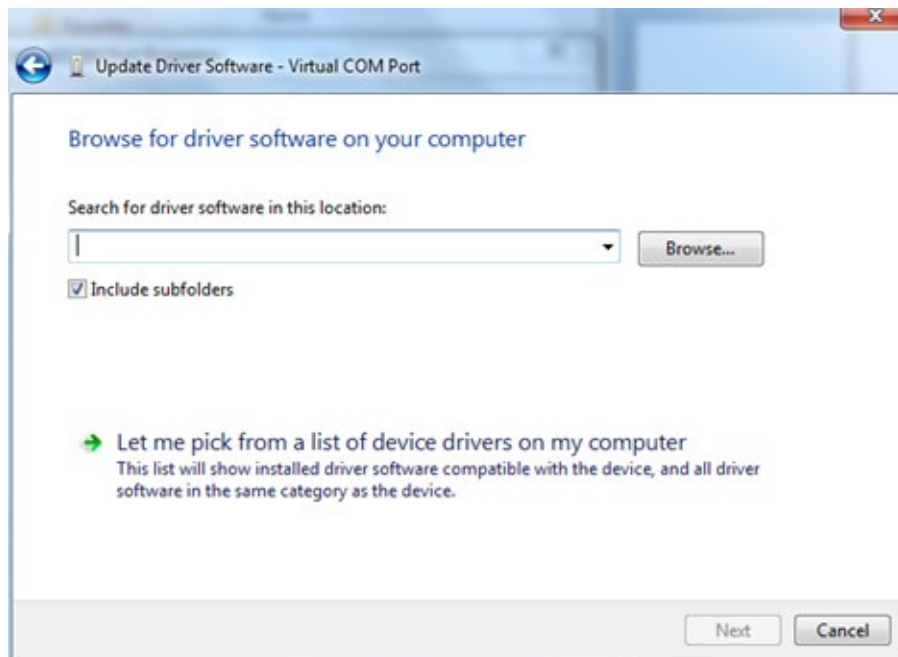 Update Driver Software - Virtual COM Port
Browse for driver software on your computer
Search for driver software in this location:
Browse...
Include subfolders
Let me pick from a list of device drivers on my computer
This list will show installed driver software compatible with the device, and all driver
software in the same category as the device.
Next
Cancel